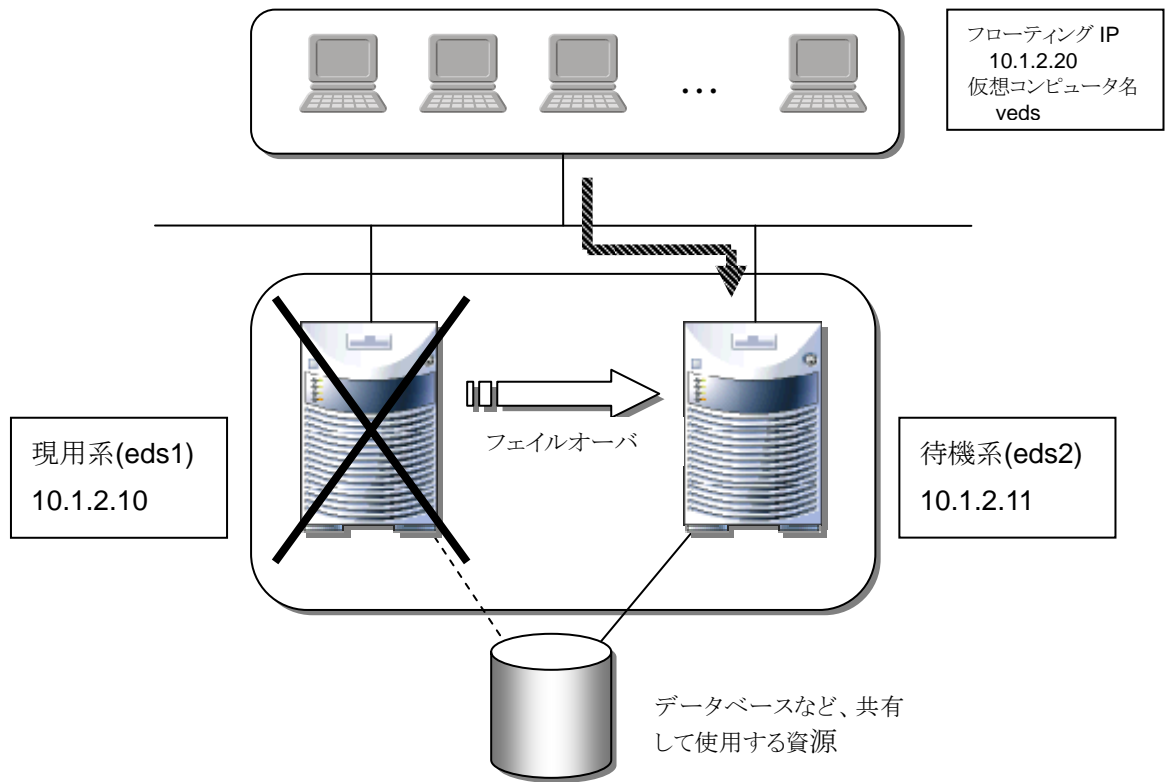 フローティング IP
10.1.2.20
仮想コンピュータ名
veds
…
フェイルオーバ
現用系(eds1)
10.1.2.10
待機系(eds2)
10.1.2.11
データベースなど、共有
して使用する資源